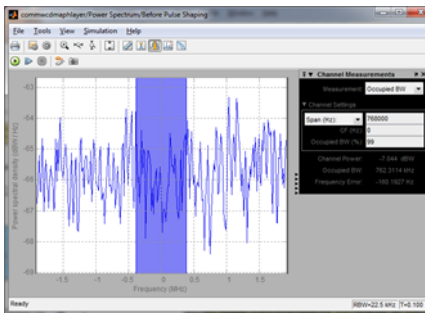 commwcdmaphlayer/Power Spectrum/Before Pulse Shaping
File Tools View Simulation Help
Channel Measurements
Measurement: Occupied BW
Channel Settings
Span (Hz): 768000
CF (Hz): 0
Occupied BW (%): 99
Channel Power: -7.844 dBW
Occupied BW: 762.3114 kHz
Frequency Error: -160.1927 Hz
Power spectral density (dBW / Hz)
-63
-64
-65
-66
-67
-68
-69
-1.5 -1 -0.5 0 0.5 1 1.5
Frequency (MHz)
Ready RBW=22.5 kHz T=0.100